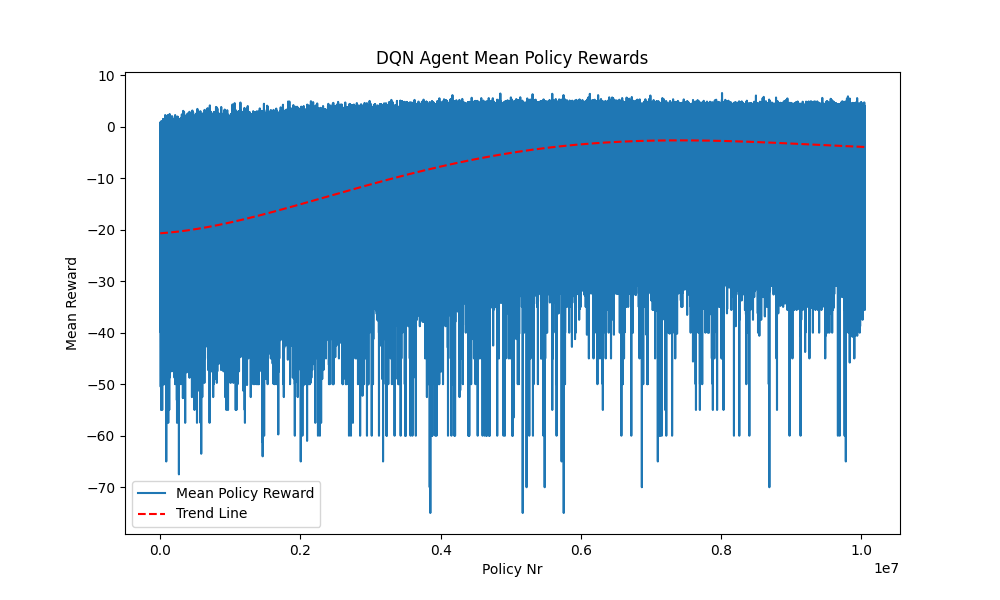 DQN Agent Mean Policy Rewards
10
0
−10
−20
−30
−40
−50
−60
−70
Mean Reward
Mean Policy Reward
Trend Line
0.0 0.2 0.4 0.6 0.8 1.0
1e7
Policy Nr